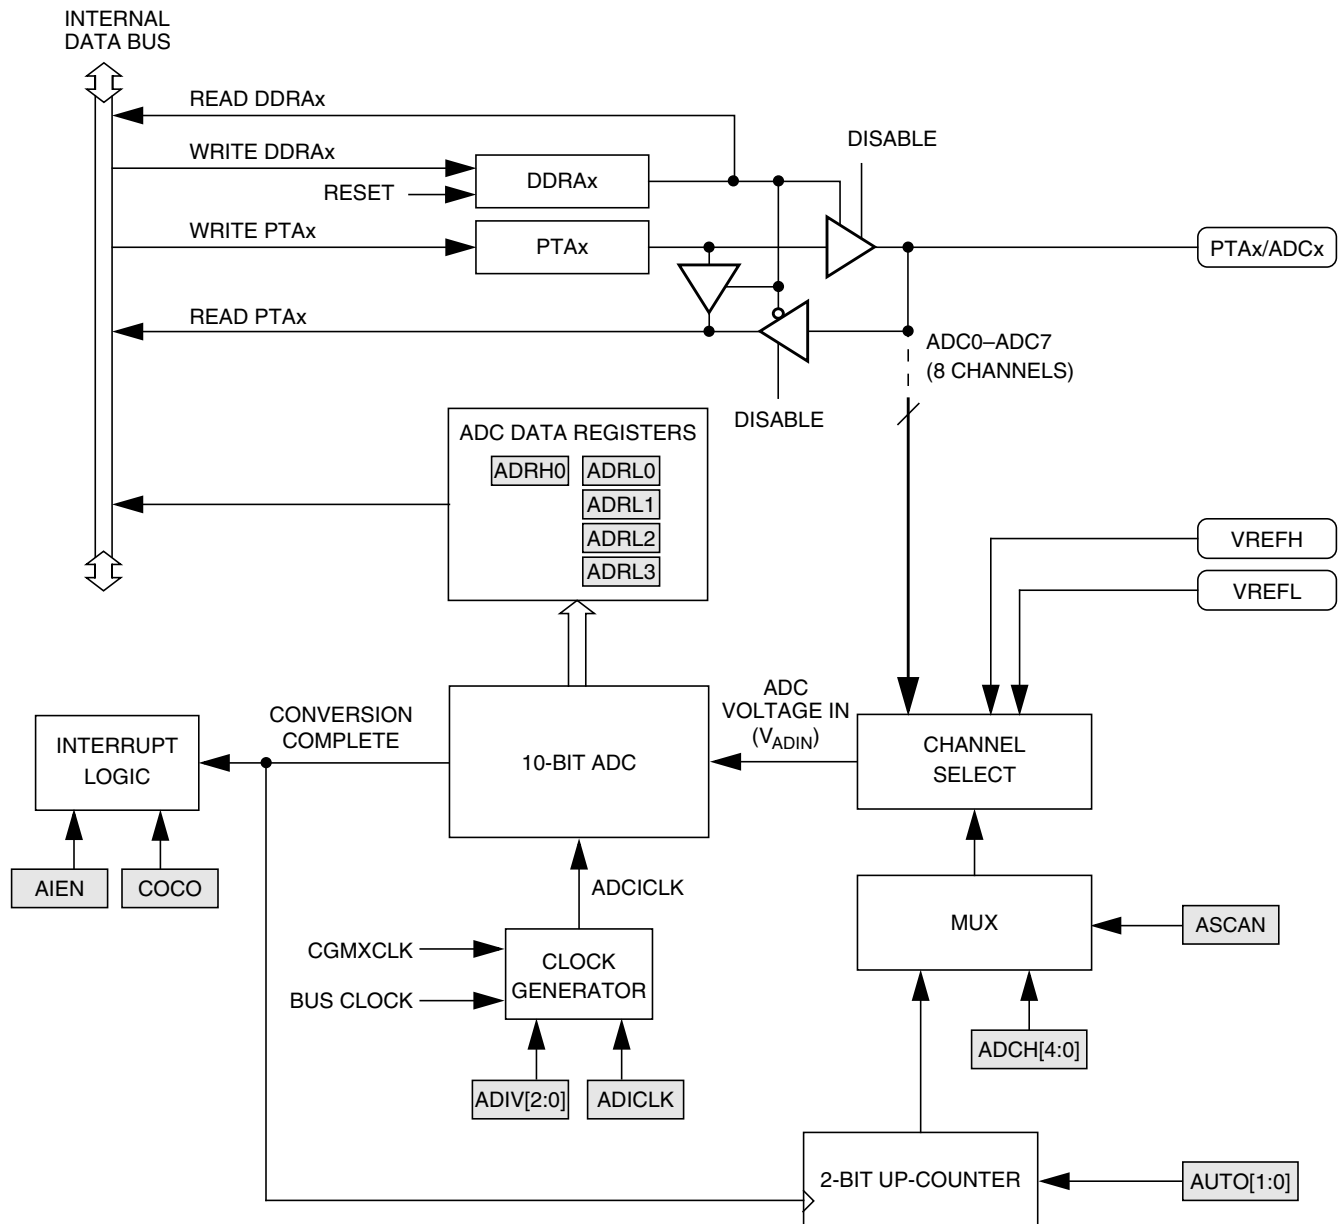 INTERNAL
DATA BUS
READ DDRAx
WRITE DDRAx
DISABLE
DDRAx
RESET
WRITE PTAx
PTAx
PTAx/ADCx
READ PTAx
ADC0–ADC7
(8 CHANNELS)
DISABLE
ADC DATA REGISTERS
ADRH0 ADRL0
ADRL1
ADRL2
ADRL3
VREFH
VREFL
CONVERSION
COMPLETE
ADC
VOLTAGE IN
(VADIN)
INTERRUPT
LOGIC
10-BIT ADC
CHANNEL
SELECT
AIEN
COCO
ADCICLK
MUX
ASCAN
CGMXCLK
CLOCK
GENERATOR
BUS CLOCK
ADCH[4:0]
ADIV[2:0]
ADICLK
2-BIT UP-COUNTER
AUTO[1:0]